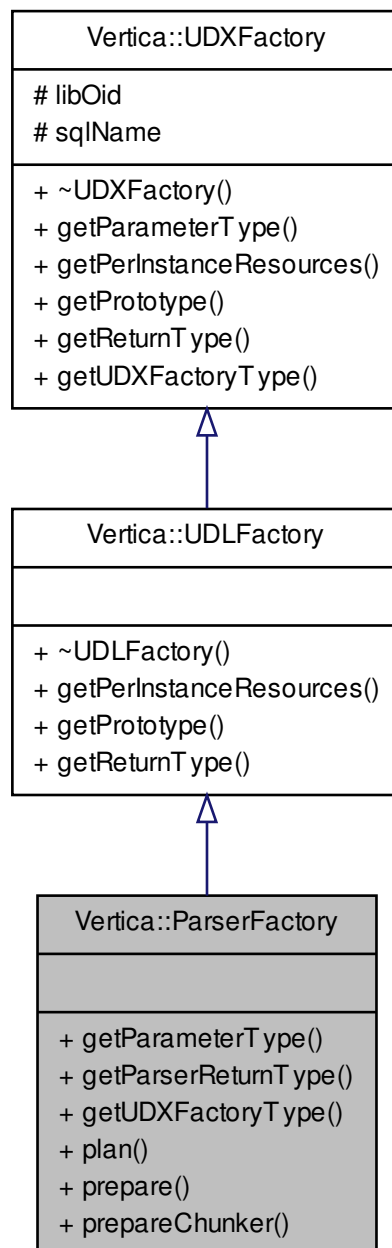 Vertica::UDXFactory
# libOid
# sqlName
+ ~UDXFactory()
+ getParameterType()
+ getPerInstanceResources()
+ getPrototype()
+ getReturnType()
+ getUDXFactoryType()
Vertica::UDLFactory
+ ~UDLFactory()
+ getPerInstanceResources()
+ getPrototype()
+ getReturnType()
Vertica::ParserFactory
+ getParameterType()
+ getParserReturnType()
+ getUDXFactoryType()
+ plan()
+ prepare()
+ prepareChunker()